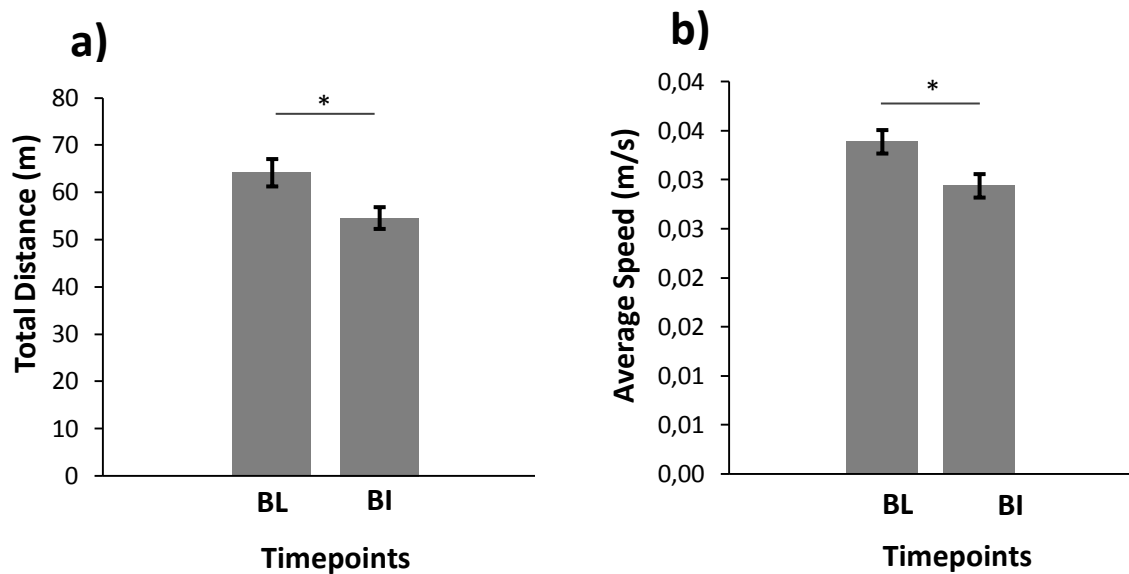 a)
Total Distance (m)
80
70
60
50
40
30
20
10
0
*
BL
BI
Timepoints
b)
Average Speed (m/s)
0,04
0,04
0,03
0,03
0,02
0,02
0,01
0,01
0,00
*
BL
BI
Timepoints